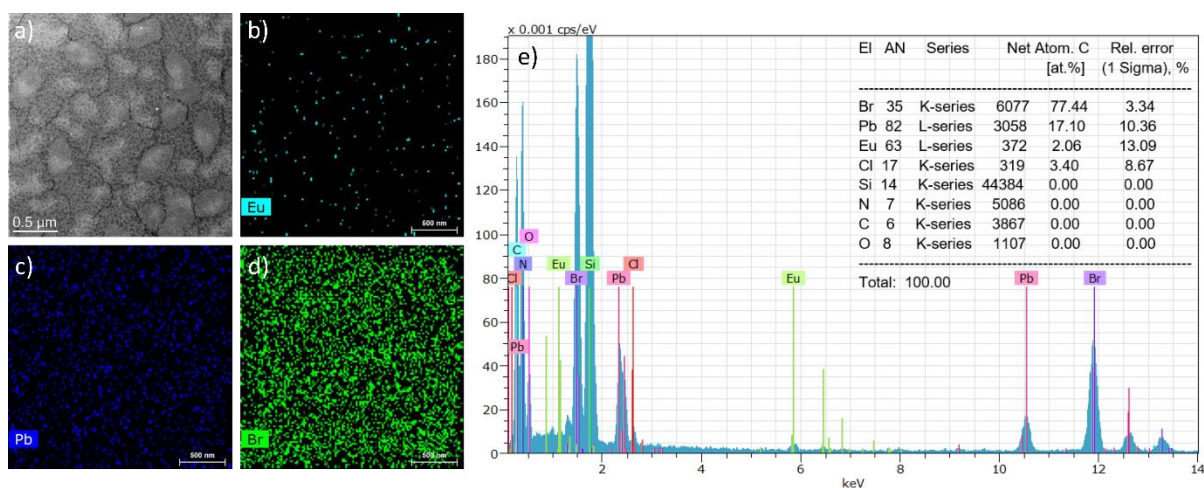 a)
0.5 µm
b)
Eu
500 nm
c)
Pb
500 nm
d)
Br
500 nm
e)
x 0.001 cps/eV
El AN Series Net Atom. C Rel. error
[at.%] (1 Sigma), %
Br 35 K-series 6077 77.44 3.34
Pb 82 L-series 3058 17.10 10.36
Eu 63 L-series 372 2.06 13.09
Cl 17 K-series 319 3.40 8.67
Si 14 K-series 44384 0.00 0.00
N 7 K-series 5086 0.00 0.00
C 6 K-series 3867 0.00 0.00
O 8 K-series 1107 0.00 0.00
Total: 100.00
180
160
140
120
100
80
60
40
20
0
O
C
N Eu Si Eu
Cl Br Pb Cl Pb Br
Pb
2 4 6 8 10 12 14
keV